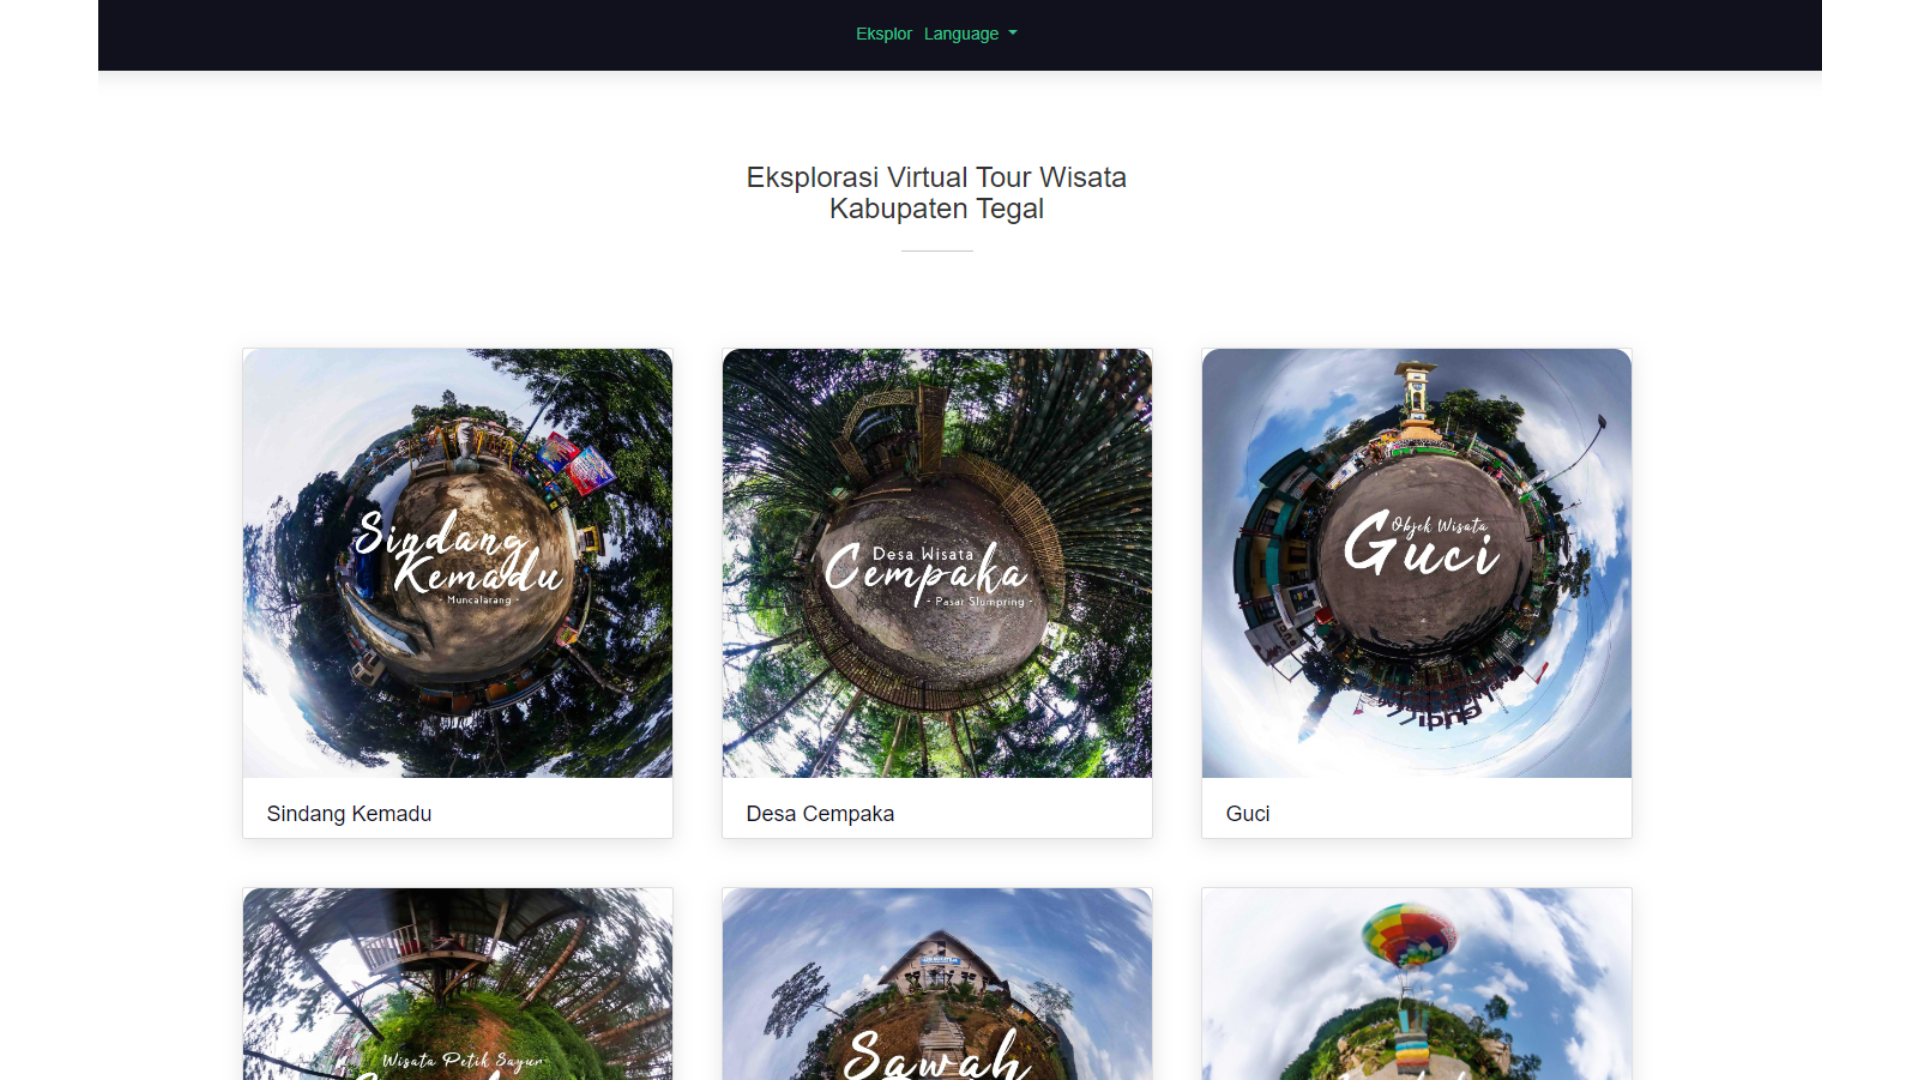 Eksplor Language
Eksplorasi Virtual Tour Wisata
Kabupaten Tegal
Sindang
Kemadu
- Muncalarang -
Desa Wisata
Cempaka
- Pasar Slumpring -
Objek Wisata
Guci
Sindang Kemadu
Desa Cempaka
Guci
Wisata Petik Sayur
Sawah